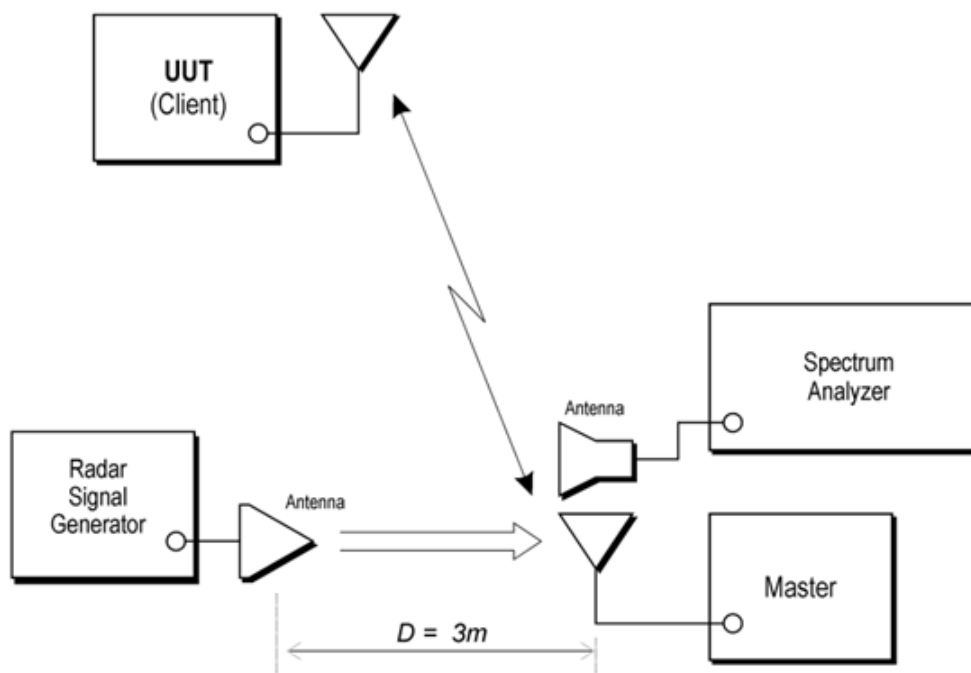 UUT
(Client)
Spectrum
Analyzer
Antenna
Radar
Signal
Generator
Antenna
Master
D = 3m